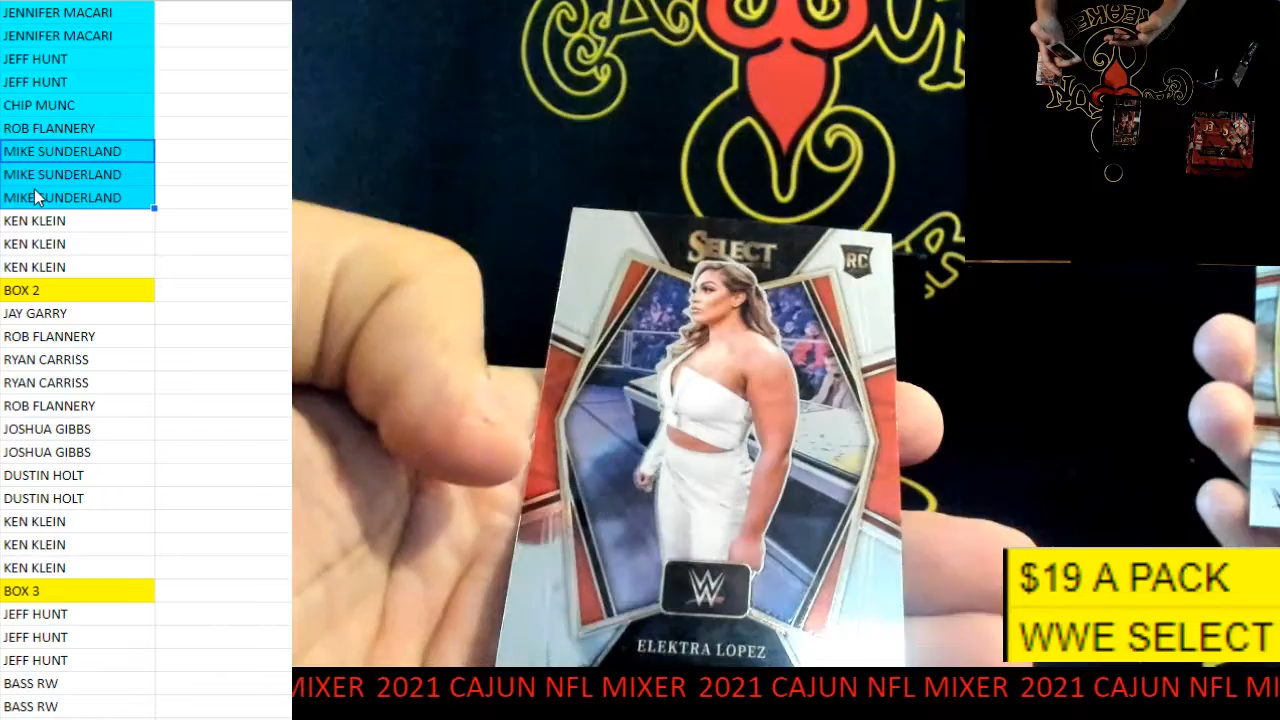 JENNIFER MACARI
JENNIFER MACARI
JEFF HUNT
JEFF HUNT
CHIP MUNC
ROB FLANNERY
MIKE SUNDERLAND
MIKE SUNDERLAND
MIKE SUNDERLAND
KEN KLEIN
KEN KLEIN
KEN KLEIN
BOX 2
JAY GARRY
ROB FLANNERY
RYAN CARRISS
RYAN CARRISS
ROB FLANNERY
JOSHUA GIBBS
JOSHUA GIBBS
DUSTIN HOLT
DUSTIN HOLT
KEN KLEIN
KEN KLEIN
KEN KLEIN
BOX 3
JEFF HUNT
JEFF HUNT
JEFF HUNT
BASS RW
BASS RW
SELECT
RC
W
ELEKTRA LOPEZ
$19 A PACK
WWE SELECT
MIXER 2021 CAJUN NFL MIXER 2021 CAJUN NFL MIXER 2021 CAJUN NFL MI